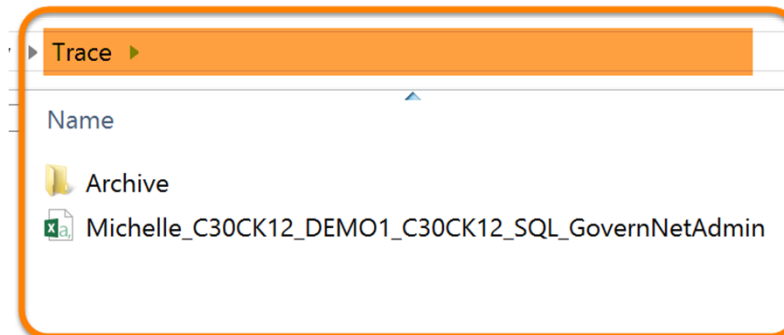 Trace
Name
Archive
Michelle_C30CK12_DEMO1_C30CK12_SQL_GovernNetAdmin